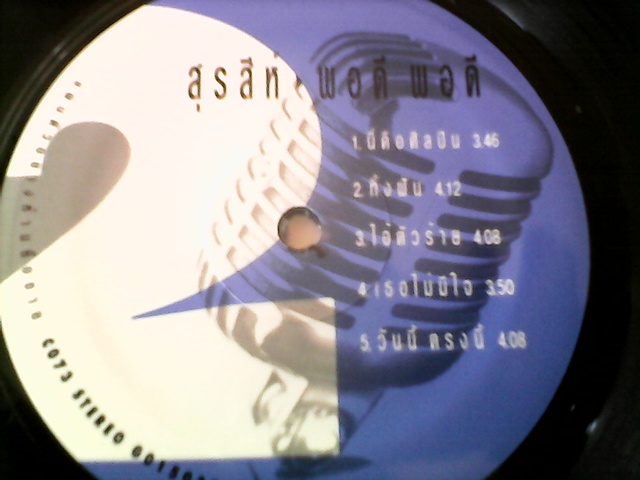 สุรสีห์ พอดี พอดี
1. นี่คือศิลปิน 3.46
2. ทิ้งฝัน 4.12
3. ไอ้ตัวร้าย 4.08
4. เธอไม่มีใจ 3.50
5. วันนี้ ตรงนี้ 4.08
C073 STEREO
2